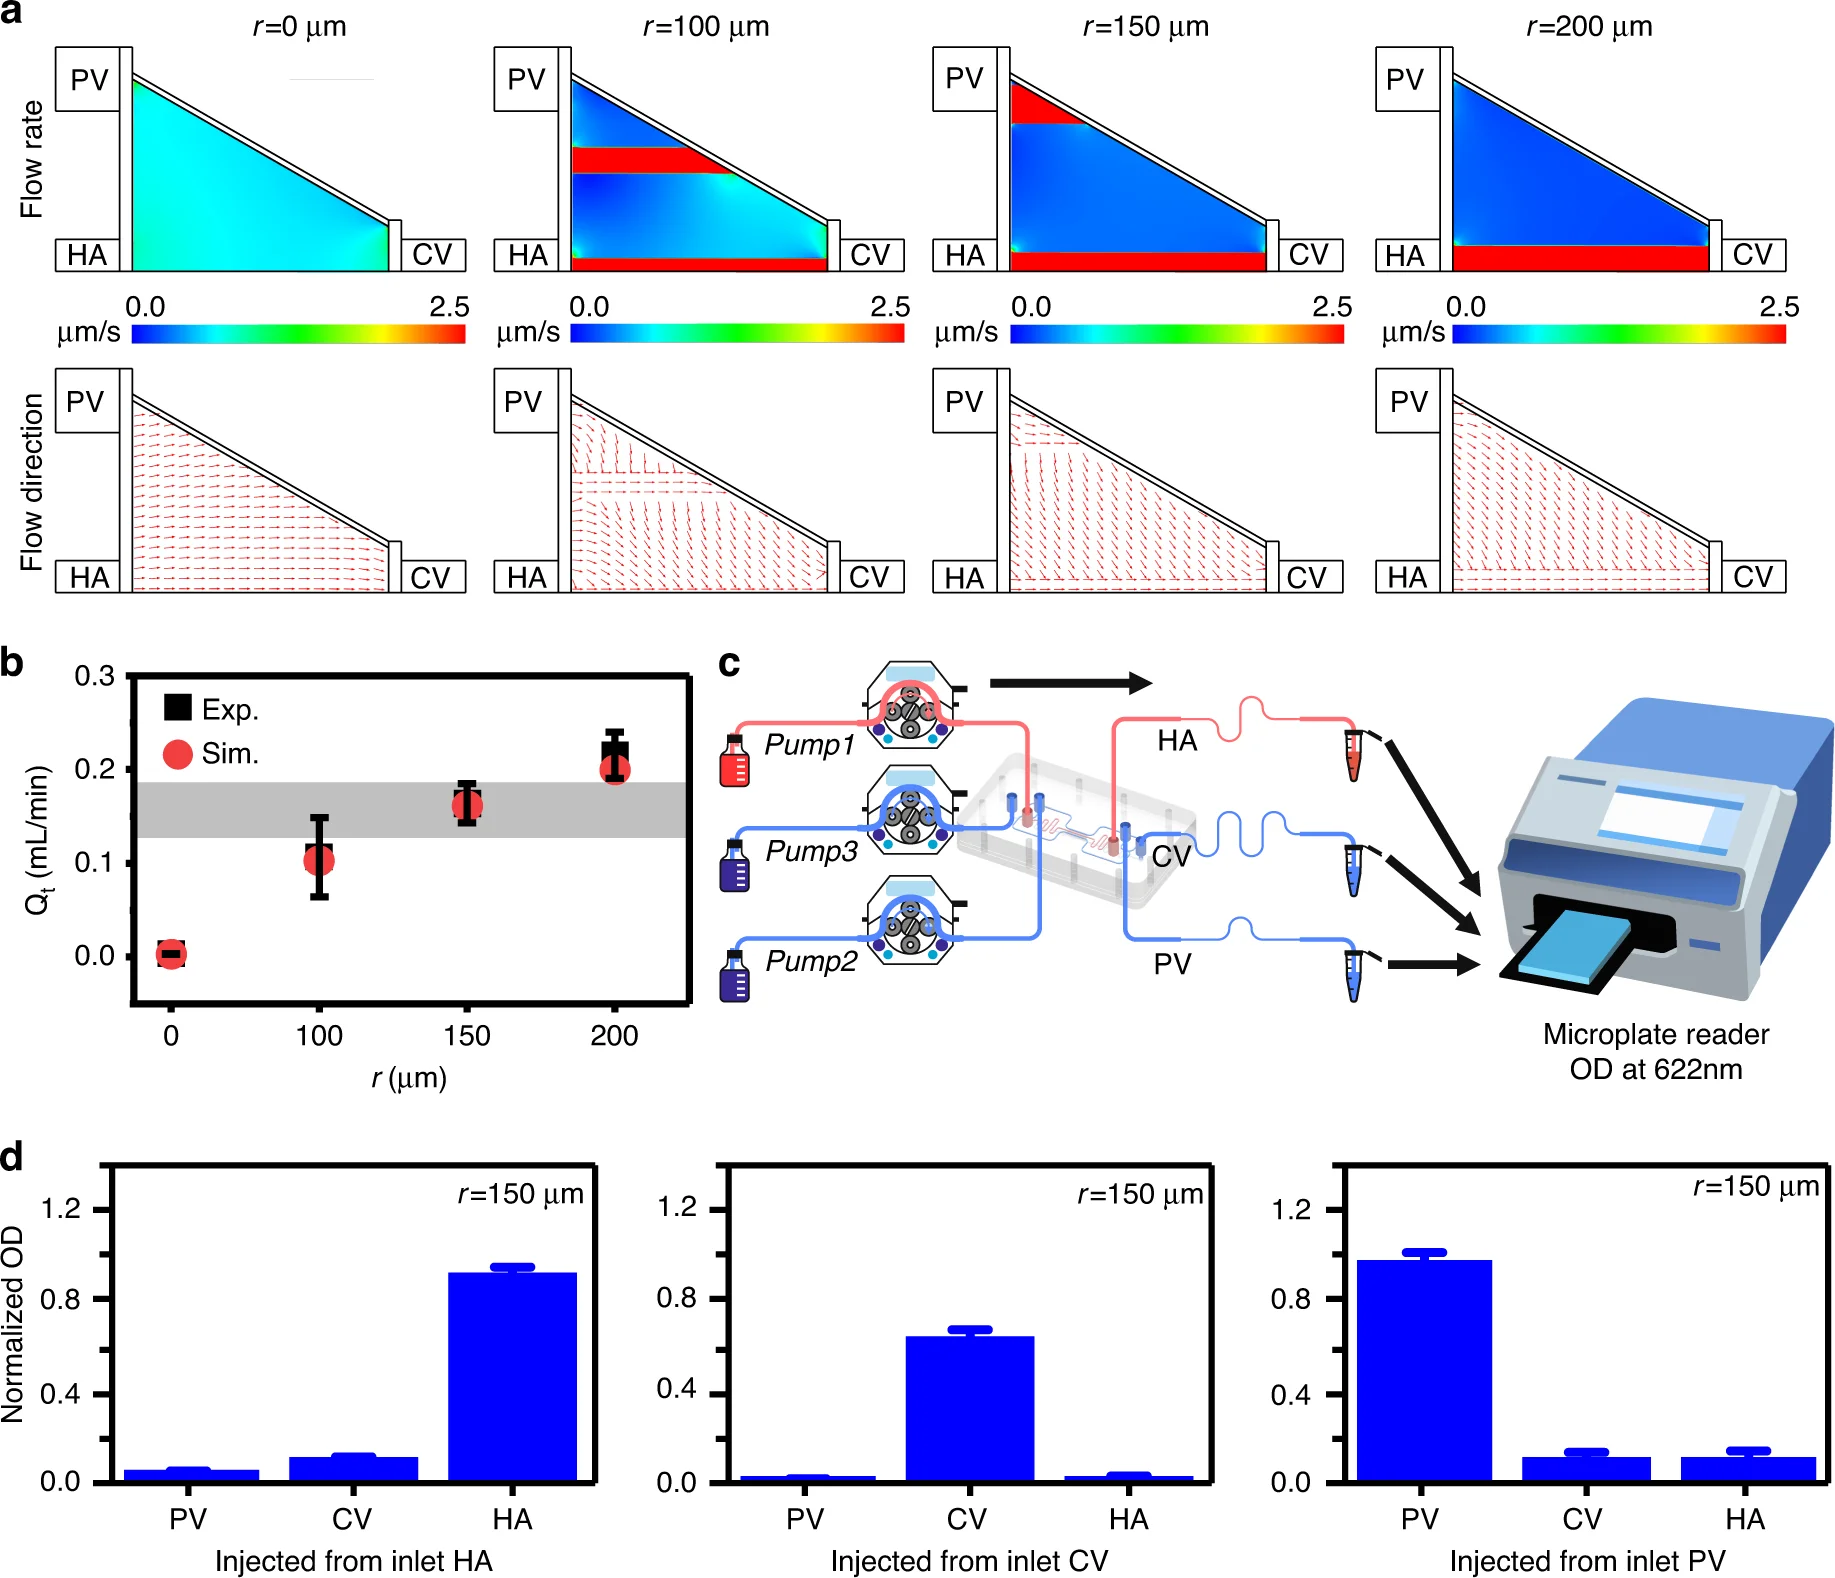 a
r=0 μm
r=100 μm
r=150 μm
r=200 μm
Flow rate
PV
HA
CV
PV
HA
CV
PV
HA
CV
PV
HA
CV
0.0 2.5
μm/s
0.0 2.5
μm/s
0.0 2.5
μm/s
0.0 2.5
μm/s
Flow direction
PV
HA
CV
PV
HA
CV
PV
HA
CV
PV
HA
CV
b
0.3
0.2
0.1
0.0
Qt (mL/min)
Exp.
Sim.
0 100 150 200
r (μm)
c
Pump1
Pump3
Pump2
HA
CV
PV
Microplate reader
OD at 622nm
d
Normalized OD
1.2
0.8
0.4
0.0
r=150 μm
PV CV HA
Injected from inlet HA
1.2
0.8
0.4
0.0
r=150 μm
PV CV HA
Injected from inlet CV
1.2
0.8
0.4
0.0
r=150 μm
PV CV HA
Injected from inlet PV